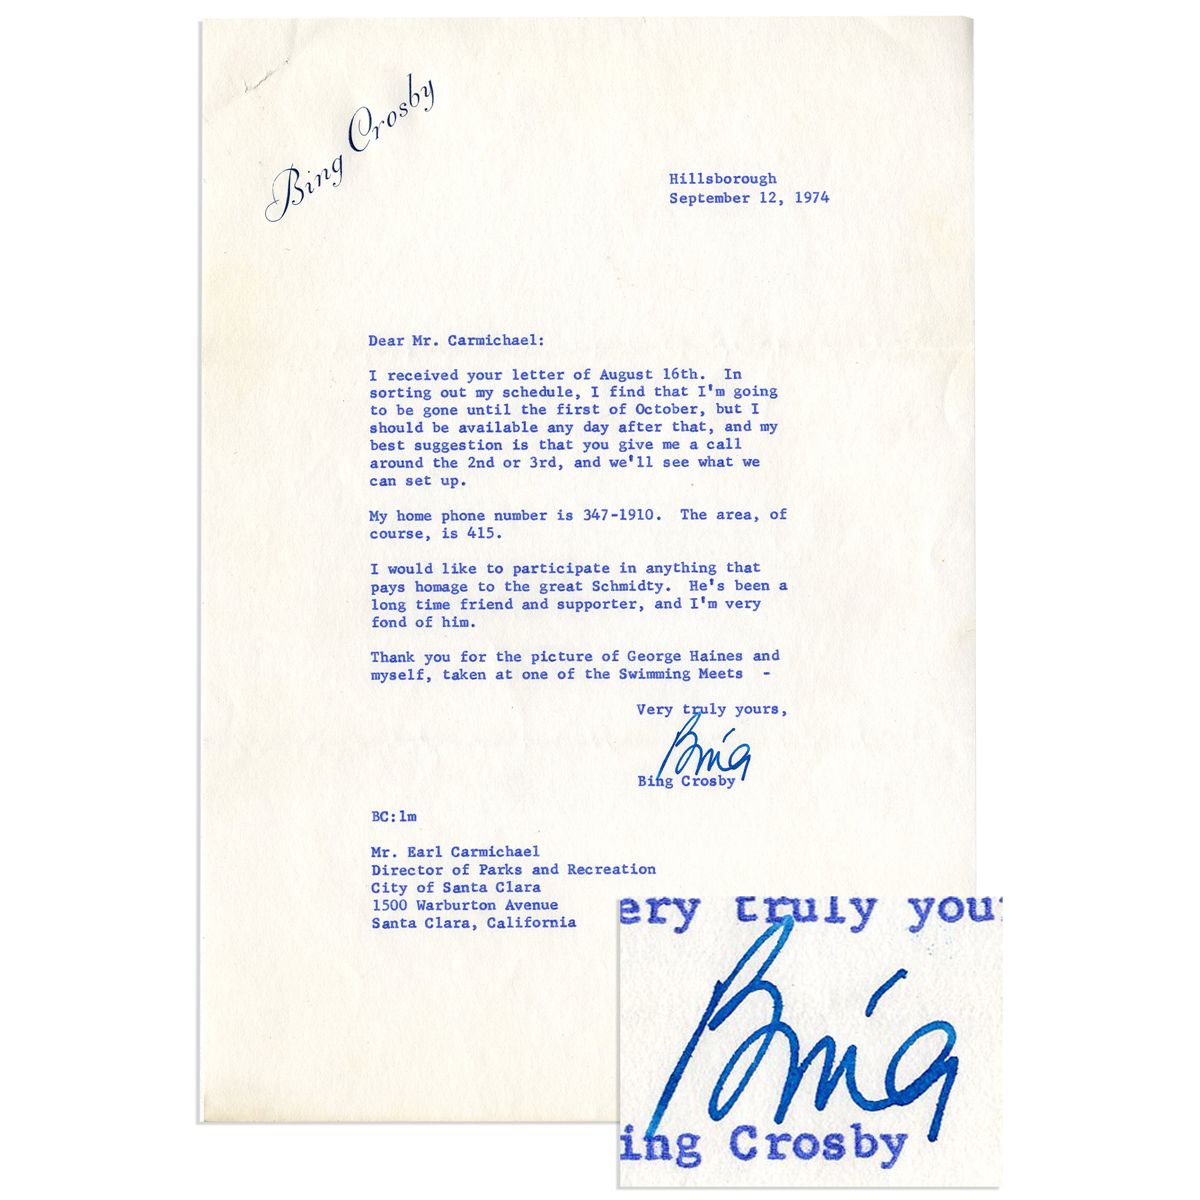 Bing Crosby
Hillsborough
September 12, 1974
Dear Mr. Carmichael:
I received your letter of August 16th. In
sorting out my schedule, I find that I'm going
to be gone until the first of October, but I
should be available any day after that, and my
best suggestion is that you give me a call
around the 2nd or 3rd, and we'll see what we
can set up.
My home phone number is 347-1910. The area, of
course, is 415.
I would like to participate in anything that
pays homage to the great Schmidty. He's been a
long time friend and supporter, and I'm very
fond of him.
Thank you for the picture of George Haines and
myself, taken at one of the Swimming Meets -
Very truly yours,
Bing
Bing Crosby
BC:lm
Mr. Earl Carmichael
Director of Parks and Recreation
City of Santa Clara
1500 Warburton Avenue
Santa Clara, California
ery truly you
Bing
ing Crosby